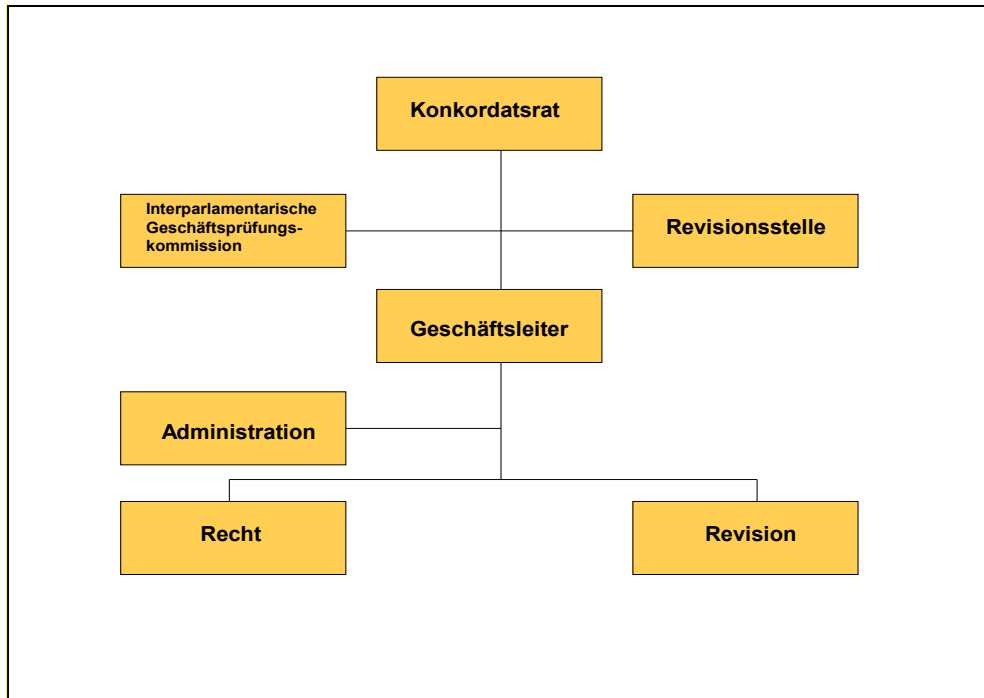 Konkordatsrat
Interparlamentarische
Geschäftsprüfungs-
kommission
Revisionsstelle
Geschäftsleiter
Administration
Recht
Revision